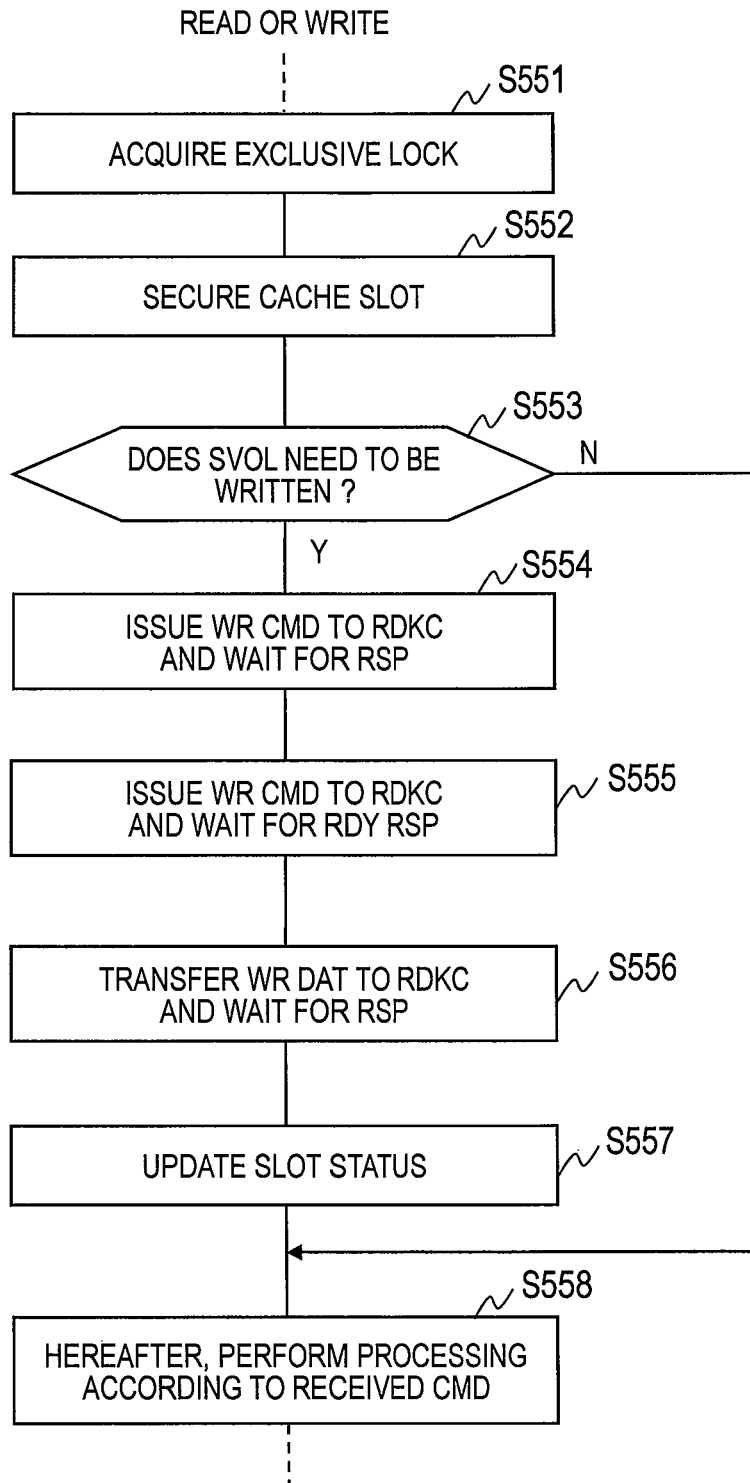 READ OR WRITE
S551
ACQUIRE EXCLUSIVE LOCK
S552
SECURE CACHE SLOT
S553
DOES SVOL NEED TO BE
WRITTEN ?
N
Y
S554
ISSUE WR CMD TO RDKC
AND WAIT FOR RSP
S555
ISSUE WR CMD TO RDKC
AND WAIT FOR RDY RSP
S556
TRANSFER WR DAT TO RDKC
AND WAIT FOR RSP
S557
UPDATE SLOT STATUS
S558
HEREAFTER, PERFORM PROCESSING
ACCORDING TO RECEIVED CMD